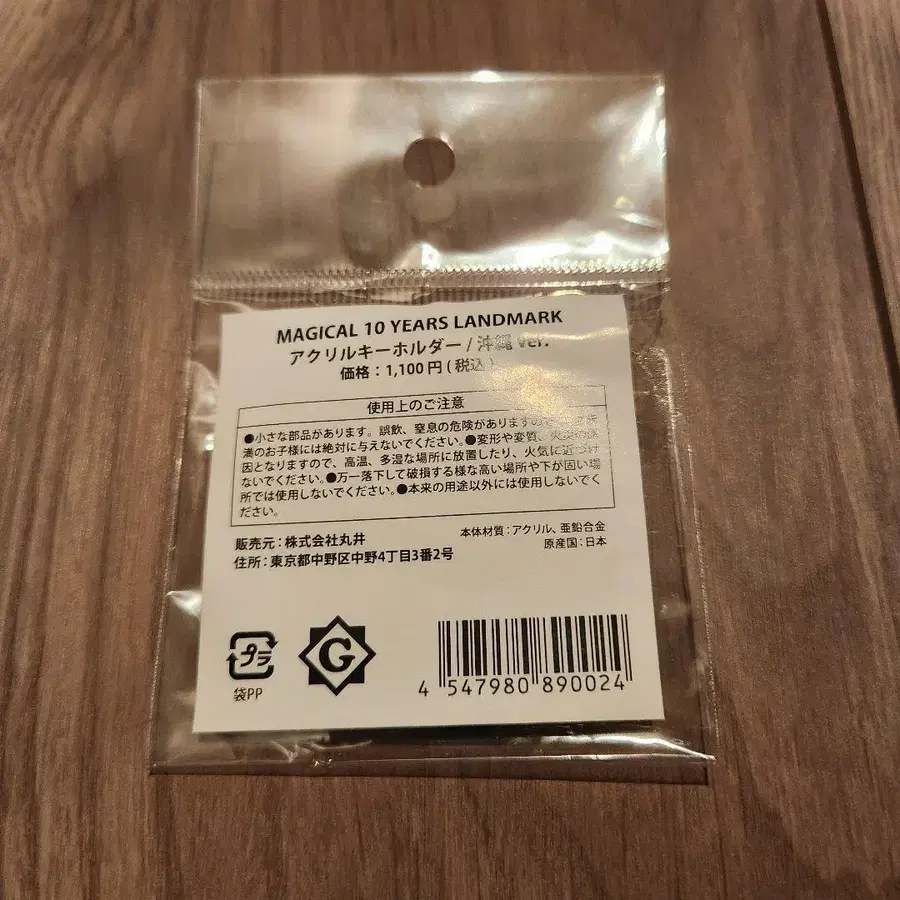 MAGICAL 10 YEARS LANDMARK
アクリルキーホルダー / 沖縄 ver.
価格：1,100円 ( 税込 )
使用上のご注意
●小さな部品があります。誤飲、窒息の危険がありますので
満のお子様には絶対に与えないでください。●変形や変質、火災の原
因となりますので、高温、多湿な場所に放置したり、火気に近づけ
ないでください。●万一落下して破損する様な高い場所や下が固い場
所では使用しないでください。●本来の用途以外には使用しないでく
ださい。
販売元：株式会社丸井
住所：東京都中野区中野4丁目3番2号
本体材質：アクリル、亜鉛合金
原産国：日本
プラ
袋PP
G
4 547980 890024